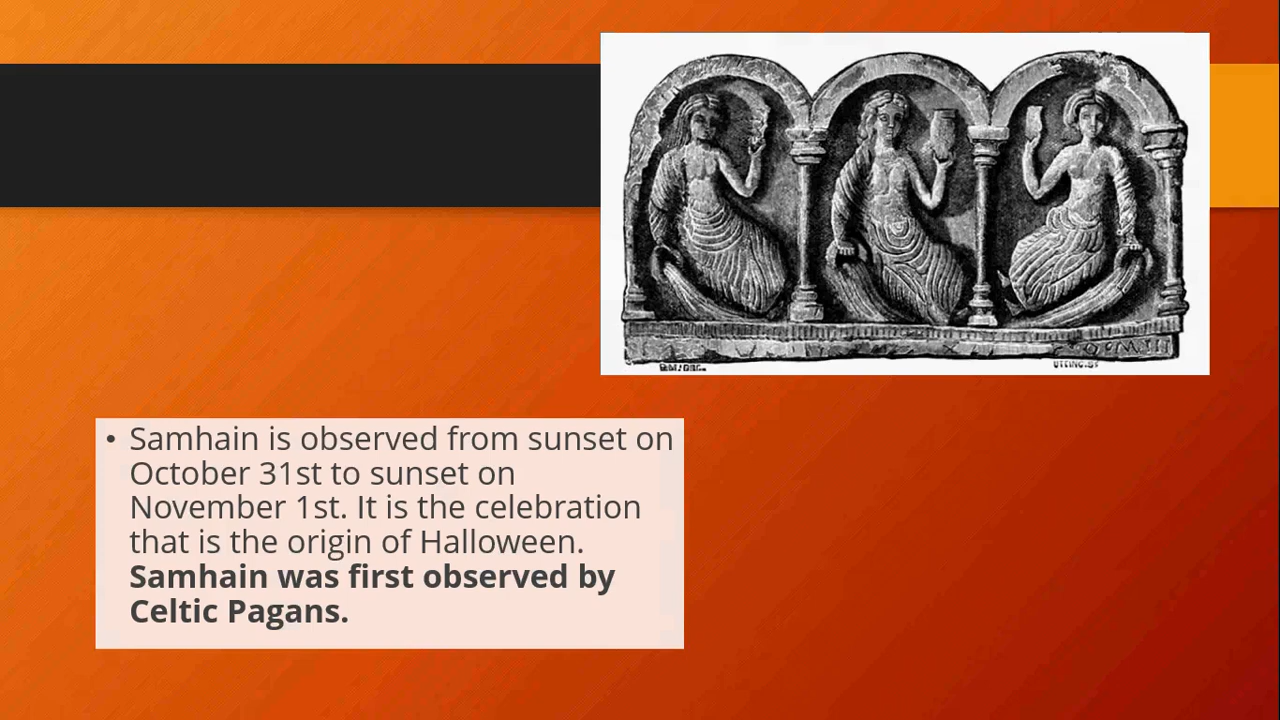 • Samhain is observed from sunset on
October 31st to sunset on
November 1st. It is the celebration
that is the origin of Halloween.
Samhain was first observed by
Celtic Pagans.